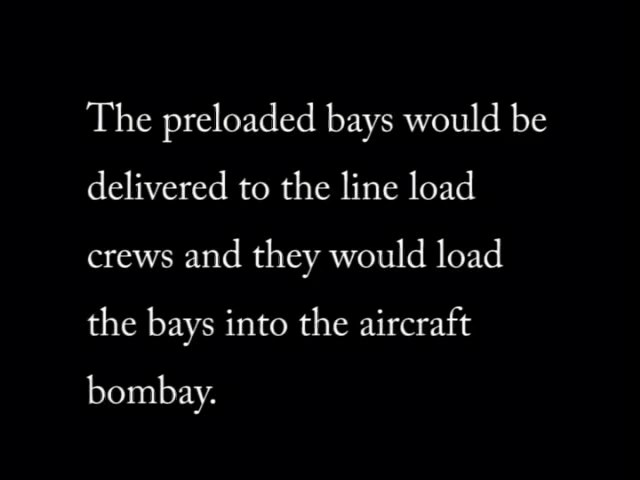 The preloaded bays would be
delivered to the line load
crews and they would load
the bays into the aircraft
bombay.